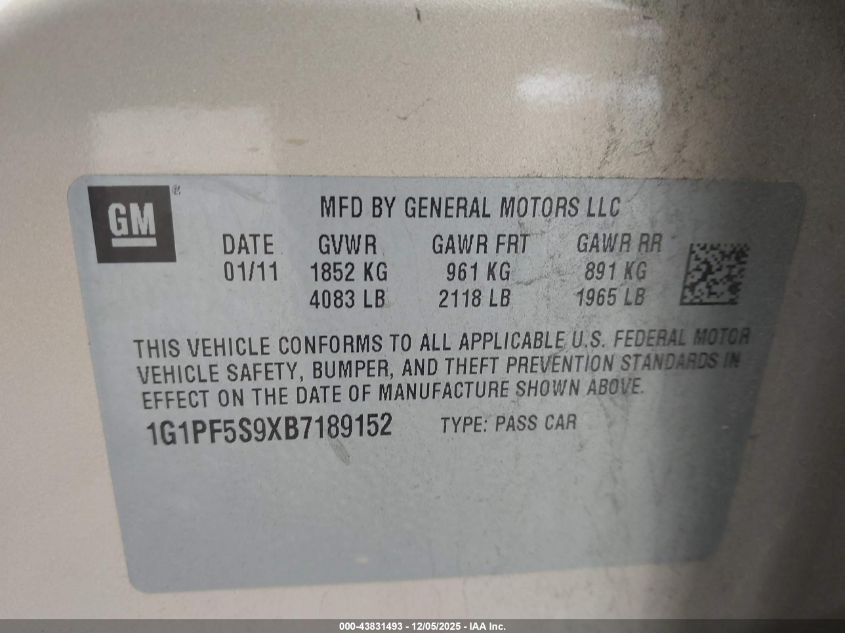 GM ®
MFD BY GENERAL MOTORS LLC
DATE GVWR GAWR FRT GAWR RR
01/11 1852 KG 961 KG 891 KG
4083 LB 2118 LB 1965 LB
THIS VEHICLE CONFORMS TO ALL APPLICABLE U.S. FEDERAL MOTOR
VEHICLE SAFETY, BUMPER, AND THEFT PREVENTION STANDARDS IN
EFFECT ON THE DATE OF MANUFACTURE SHOWN ABOVE.
1G1PF5S9XB7189152 TYPE: PASS CAR
000-43831493 - 12/05/2025 - IAA Inc.